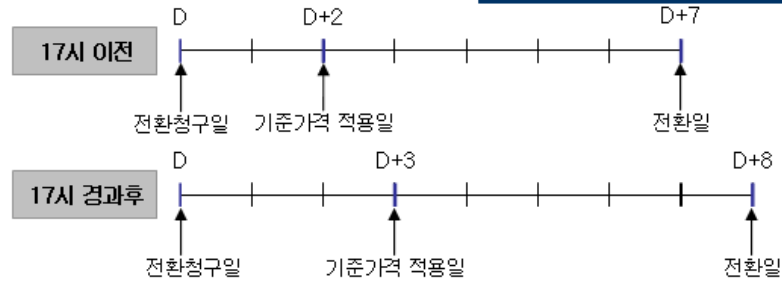 D D+2 D+7
17시 이전
전환청구일 기준가격 적용일 전환일
D D+3 D+8
17시 경과후
전환청구일 기준가격 적용일 전환일